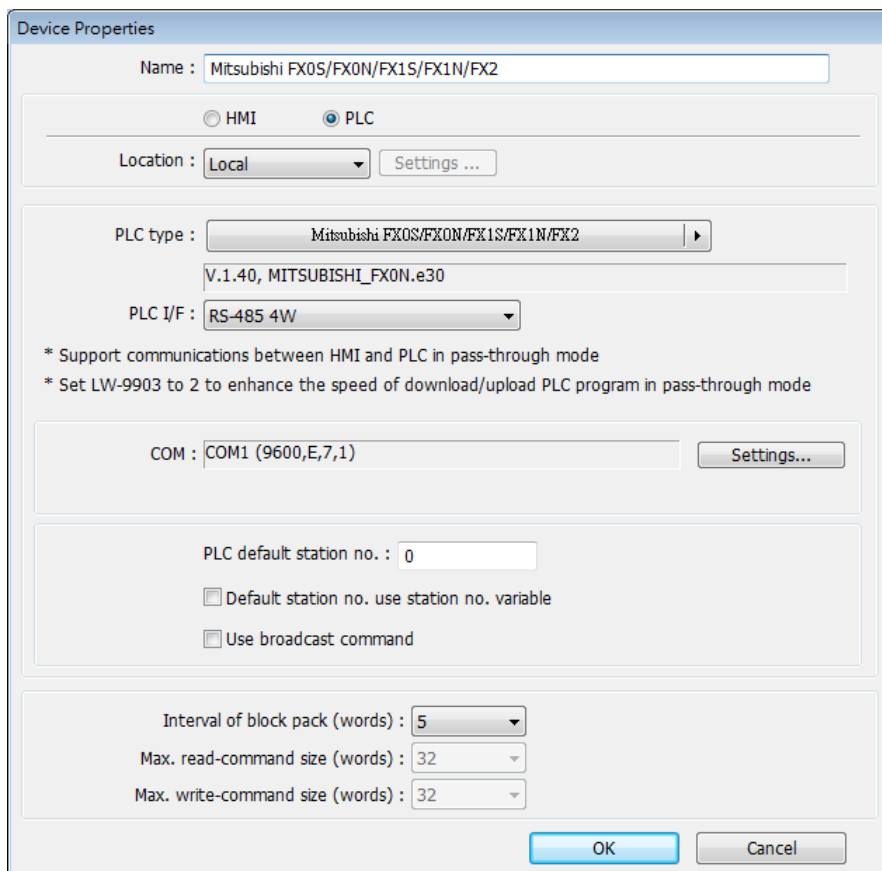 Device Properties
Name : Mitsubishi FX0S/FX0N/FX1S/FX1N/FX2
HMI PLC
Location : Local Settings ...
PLC type : Mitsubishi FX0S/FX0N/FX1S/FX1N/FX2
V.1.40, MITSUBISHI_FX0N.e30
PLC I/F : RS-485 4W
* Support communications between HMI and PLC in pass-through mode
* Set LW-9903 to 2 to enhance the speed of download/upload PLC program in pass-through mode
COM : COM1 (9600,E,7,1) Settings...
PLC default station no. : 0
Default station no. use station no. variable
Use broadcast command
Interval of block pack (words) : 5
Max. read-command size (words) : 32
Max. write-command size (words) : 32
OK Cancel